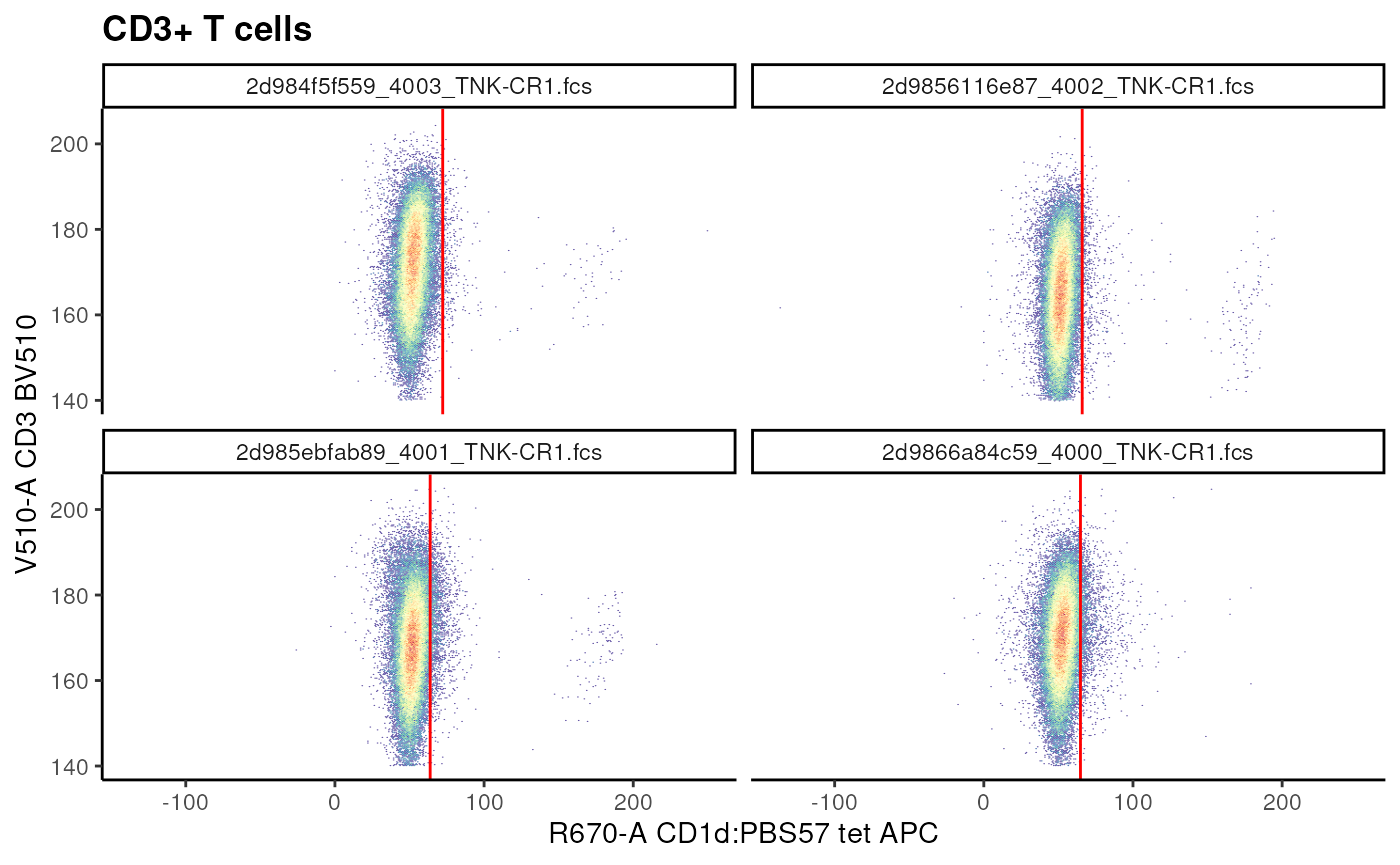 CD3+ T cells
2d984f5f559_4003_TNK-CR1.fcs
2d9856116e87_4002_TNK-CR1.fcs
200
180
160
140
2d985ebfab89_4001_TNK-CR1.fcs
2d9866a84c59_4000_TNK-CR1.fcs
200
180
160
140
V510-A CD3 BV510
-100 0 100 200
-100 0 100 200
R670-A CD1d:PBS57 tet APC